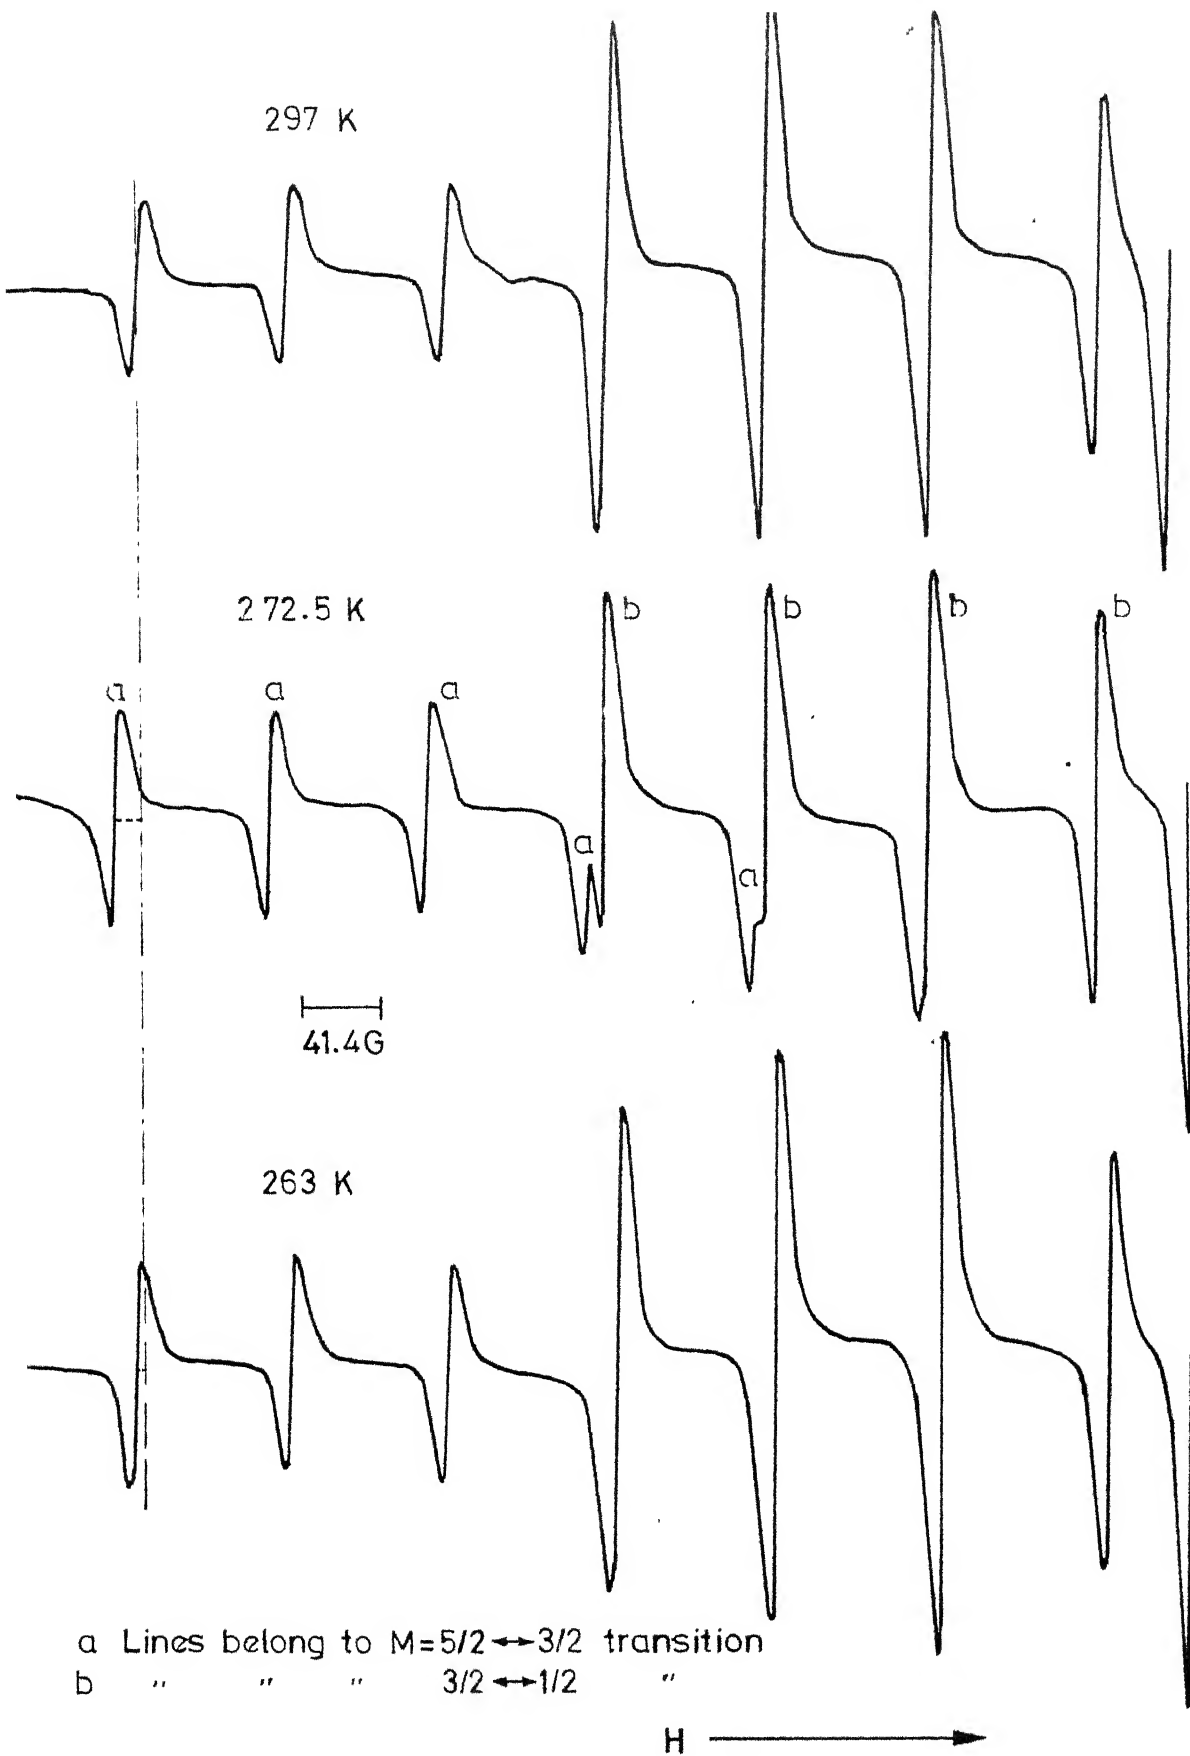 297 K
272.5 K
b b b b
a a a
a
a
41.4G
263 K
a Lines belong to M=5/2↔3/2 transition
b " " " 3/2↔1/2 "
H